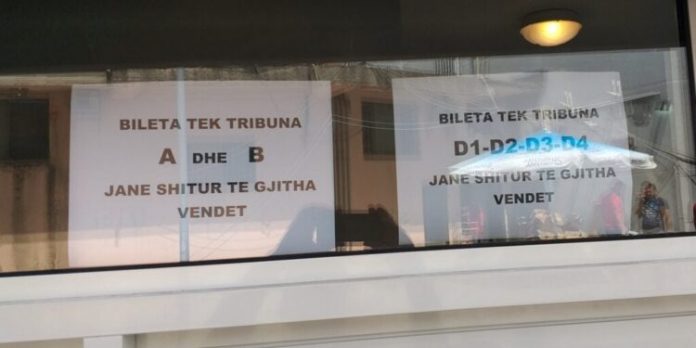 BILETA TEK TRIBUNA
A DHE B
JANE SHITUR TE GJITHA
VENDET
BILETA TEK TRIBUNA
D1-D2-D3-D4
JANE SHITUR TE GJITHA
VENDET